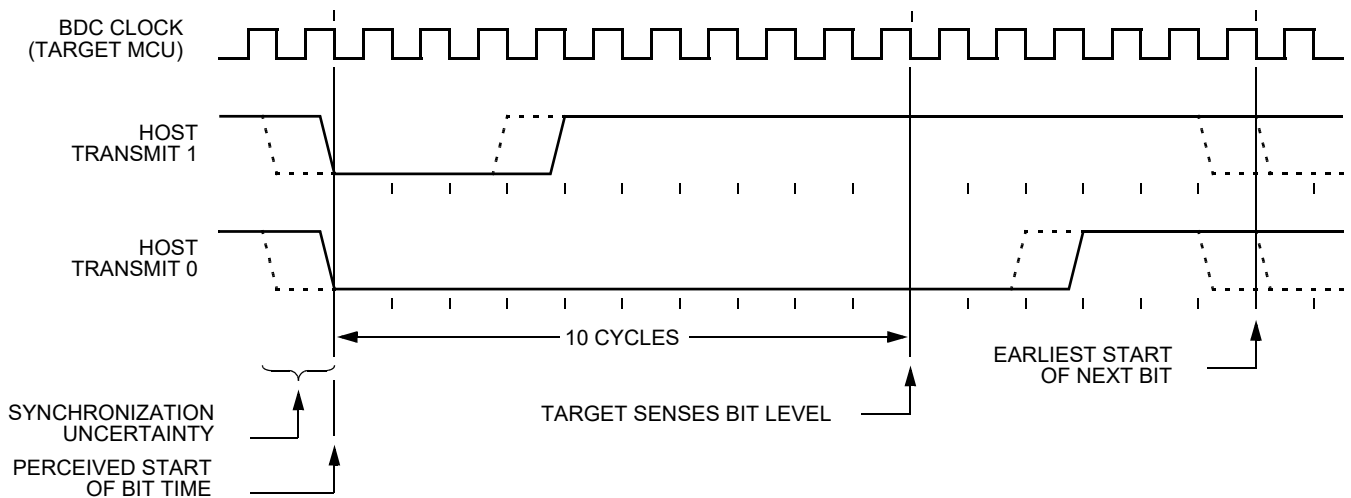 BDC CLOCK
(TARGET MCU)
HOST
TRANSMIT 1
HOST
TRANSMIT 0
10 CYCLES
EARLIEST START
OF NEXT BIT
SYNCHRONIZATION
UNCERTAINTY
TARGET SENSES BIT LEVEL
PERCEIVED START
OF BIT TIME